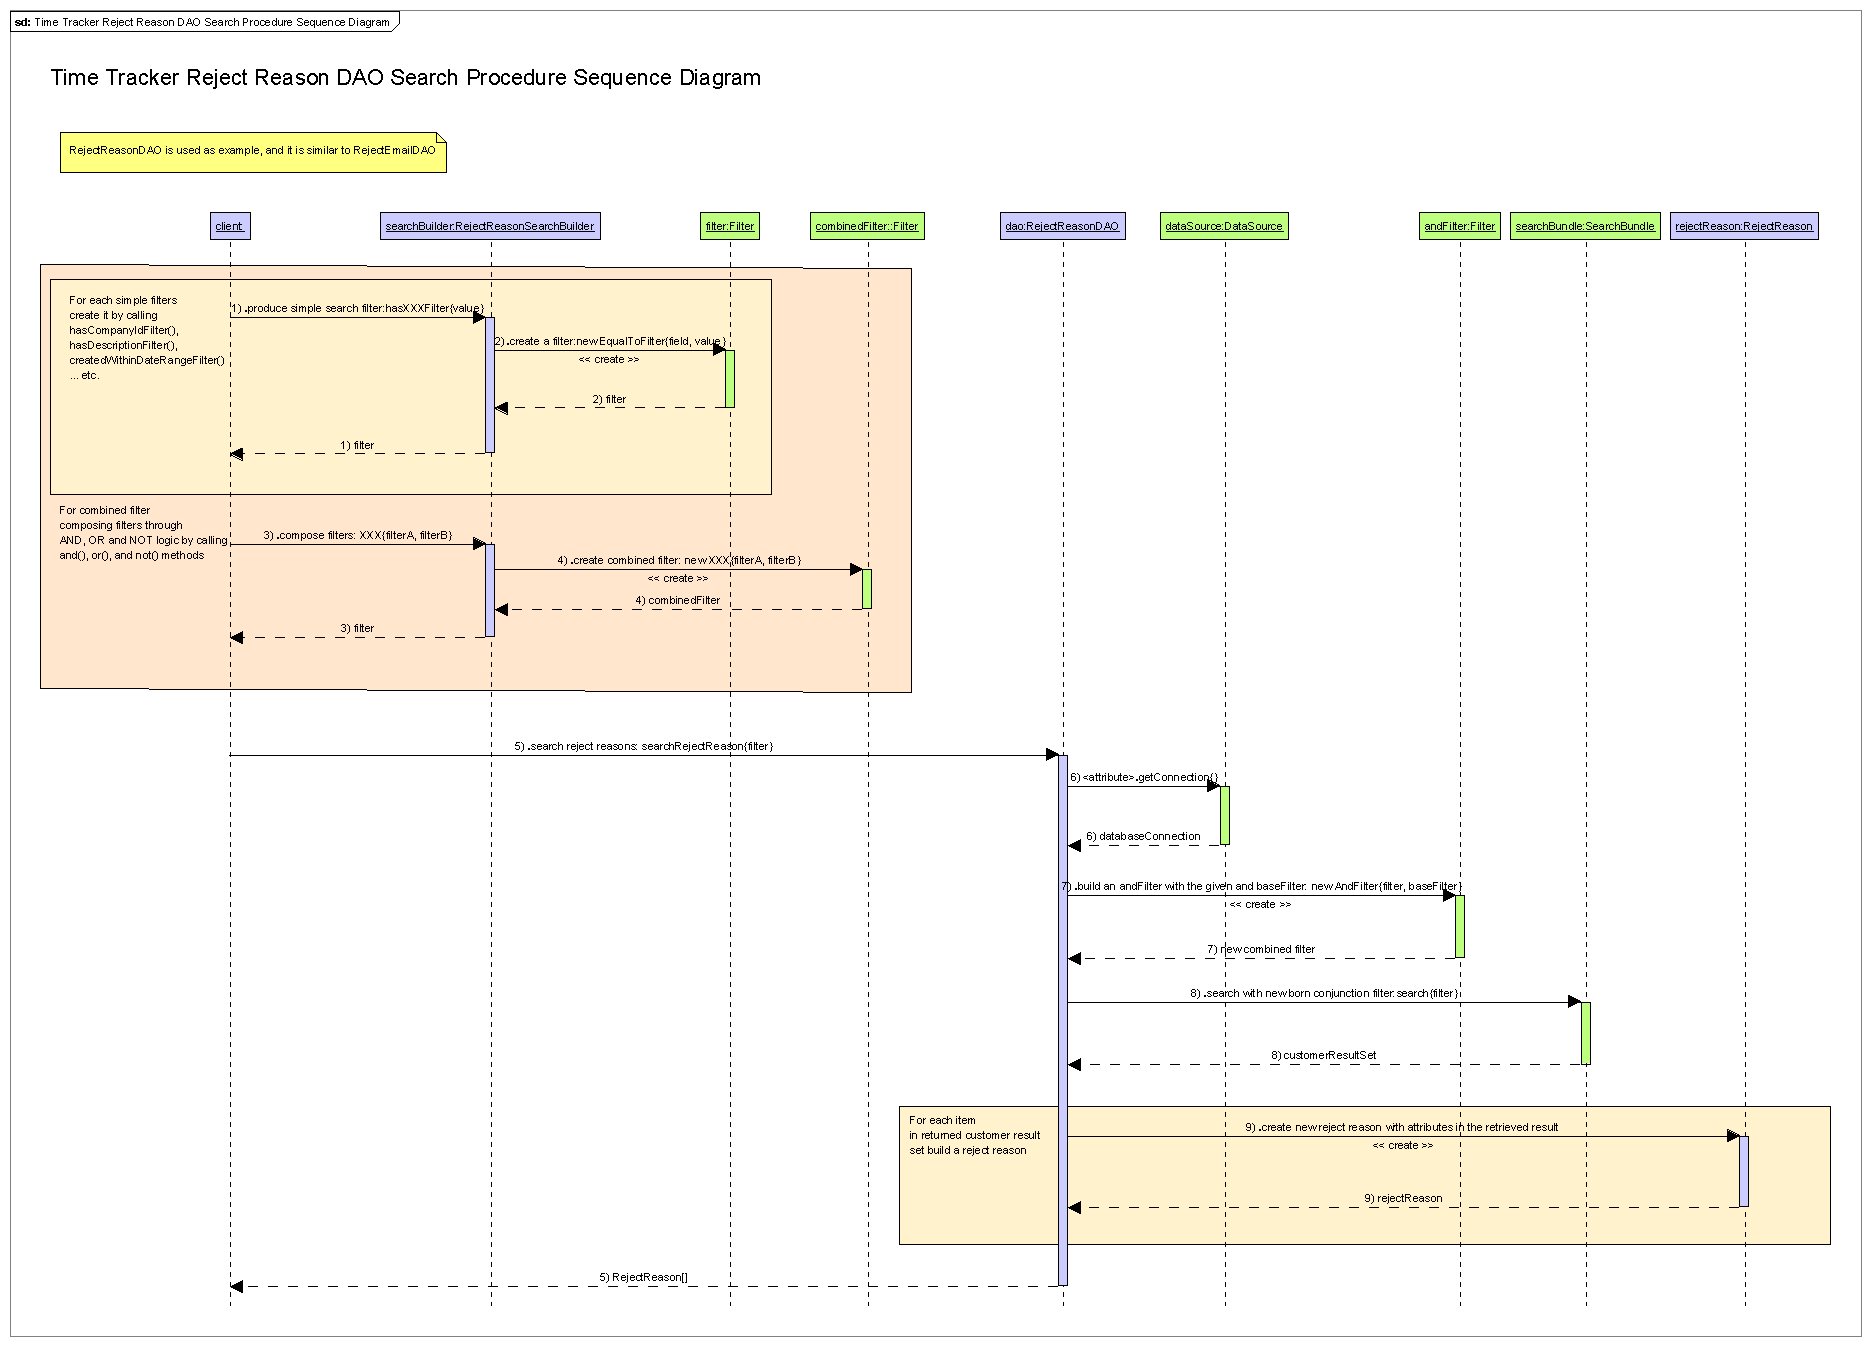 sd: Time Tracker Reject Reason DAO Search Procedure Sequence Diagram
Time Tracker Reject Reason DAO Search Procedure Sequence Diagram
RejectReasonDAO is used as example, and it is similar to RejectEmailDAO
client
searchBuilder:RejectReasonSearchBuilder
filter:Filter
combinedFilter::Filter
dao:RejectReasonDAO
dataSource:DataSource
andFilter:Filter
searchBundle:SearchBundle
rejectReason:RejectReason
For each simple filters
create it by calling
hasCompanyIdFilter(),
hasDescriptionFilter(),
createdWithinDateRangeFilter()
... etc.
1) .produce simple search filter:hasXXXFilter{value}
2) .create a filter:new EqualToFilter{field, value}
<< create >>
2) filter
1) filter
For combined filter
composing filters through
AND, OR and NOT logic by calling
and(), or(), and not() methods
3) .compose filters: XXX{filterA, filterB}
4) .create combined filter: new XXX{filterA, filterB}
<< create >>
4) combinedFilter
3) filter
5) .search reject reasons: searchRejectReason{filter}
6) <attribute>.getConnection{}
6) databaseConnection
7) .build an andFilter with the given and baseFilter: new AndFilter{filter, baseFilter}
<< create >>
7) new combined filter
8) .search with new born conjunction filter:search{filter}
8) customerResultSet
For each item
in returned customer result
set build a reject reason
9) .create new reject reason with attributes in the retrieved result
<< create >>
9) rejectReason
5) RejectReason[]